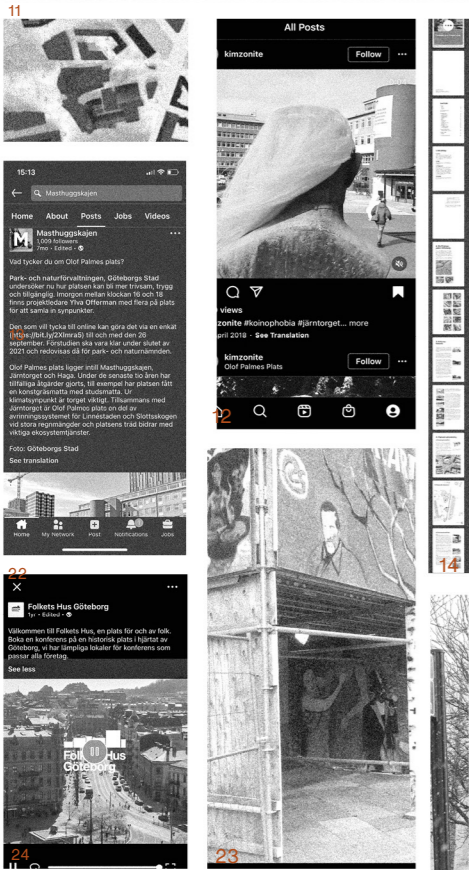 11
15:13
Masthuggskajen
Home About Posts Jobs Videos
M
Masthuggskajen
1,009 followers
7mo • Edited •
Vad tycker du om Olof Palmes plats?
Park- och naturförvaltningen, Göteborgs Stad
undersöker nu hur platsen kan bli mer trivsam, trygg
och tillgänglig. Imorgon mellan klockan 16 och 18
finns projektledare Ylva Offerman med flera på plats
för att samla in synpunkter.
Den som vill tycka till online kan göra det via en enkät
till och med den 26
september. Förstudien ska vara klar under slutet av
2021 och redovisas då för park- och naturnämnden.
Olof Palmes plats ligger intill Masthuggskajen,
Järntorget och Haga. Under de senaste tio åren har
tillfälliga åtgärder gjorts, till exempel har platsen fått
en konstgräsmatta med studsmatta. Ur
klimatsynpunkt är torget viktigt. Tillsammans med
Järntorget är Olof Palmes plats en del av
avrinningssystemet för Linnéstaden och Slottsskogen
vid stora regnmängder och platsens träd bidrar med
viktiga ekosystemtjänster.
Foto: Göteborgs Stad
See translation
Home My Network Post Notifications Jobs
22
Folkets Hus Göteborg
1yr • Edited •
Välkommen till Folkets Hus, en plats för och av folk.
Boka en konferens på en historisk plats i hjärtat av
Göteborg, vi har lämpliga lokaler för konferens som
passar alla företag.
See less
Folkets Hus
Göteborg
24
All Posts
kimzonite Follow
views
zonite #koinophobia #järntorget... more
pril 2018 • See Translation
kimzonite Follow
Olof Palmes Plats
12
23
14